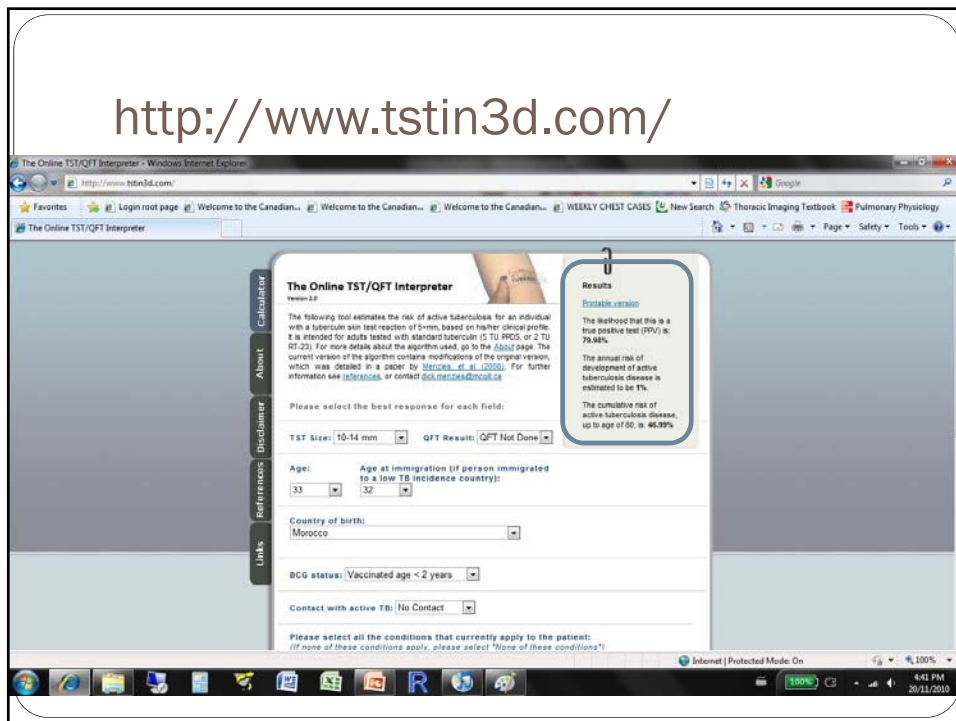 http://www.tstin3d.com/
The Online TST/QFT Interpreter - Windows Internet Explorer
http://www.tstin3d.com/
Google
Favorites
Login root page
Welcome to the Canadian...
Welcome to the Canadian...
Welcome to the Canadian...
WEEKLY CHEST CASES
New Search
Thoracic Imaging Textbook
Pulmonary Physiology
The Online TST/QFT Interpreter
Page
Safety
Tools
Calculator
About
Disclaimer
References
Links
The Online TST/QFT Interpreter
Version 2.0
The following tool estimates the risk of active tuberculosis for an individual
with a tuberculin skin test reaction of 5+mm, based on his/her clinical profile.
It is intended for adults tested with standard tuberculin (5 TU PPDS, or 2 TU
RT-23). For more details about the algorithm used, go to the About page. The
current version of the algorithm contains modifications of the original version,
which was detailed in a paper by Menzies, et al. (2008). For further
information see references, or contact dick.menzies@mcgill.ca
Please select the best response for each field:
TST Size: 10-14 mm
QFT Result: QFT Not Done
Age:
33
Age at immigration (if person immigrated
to a low TB incidence country):
32
Country of birth:
Morocco
BCG status: Vaccinated age < 2 years
Contact with active TB: No Contact
Please select all the conditions that currently apply to the patient:
(If none of these conditions apply, please select "None of these conditions")
Results
Printable version
The likelihood that this is a
true positive test (PPV) is:
79.98%
The annual risk of
development of active
tuberculosis disease is
estimated to be 1%.
The cumulative risk of
active tuberculosis disease,
up to age of 80, is: 46.99%
Internet | Protected Mode: On
100%
100%
4:41 PM
20/11/2010